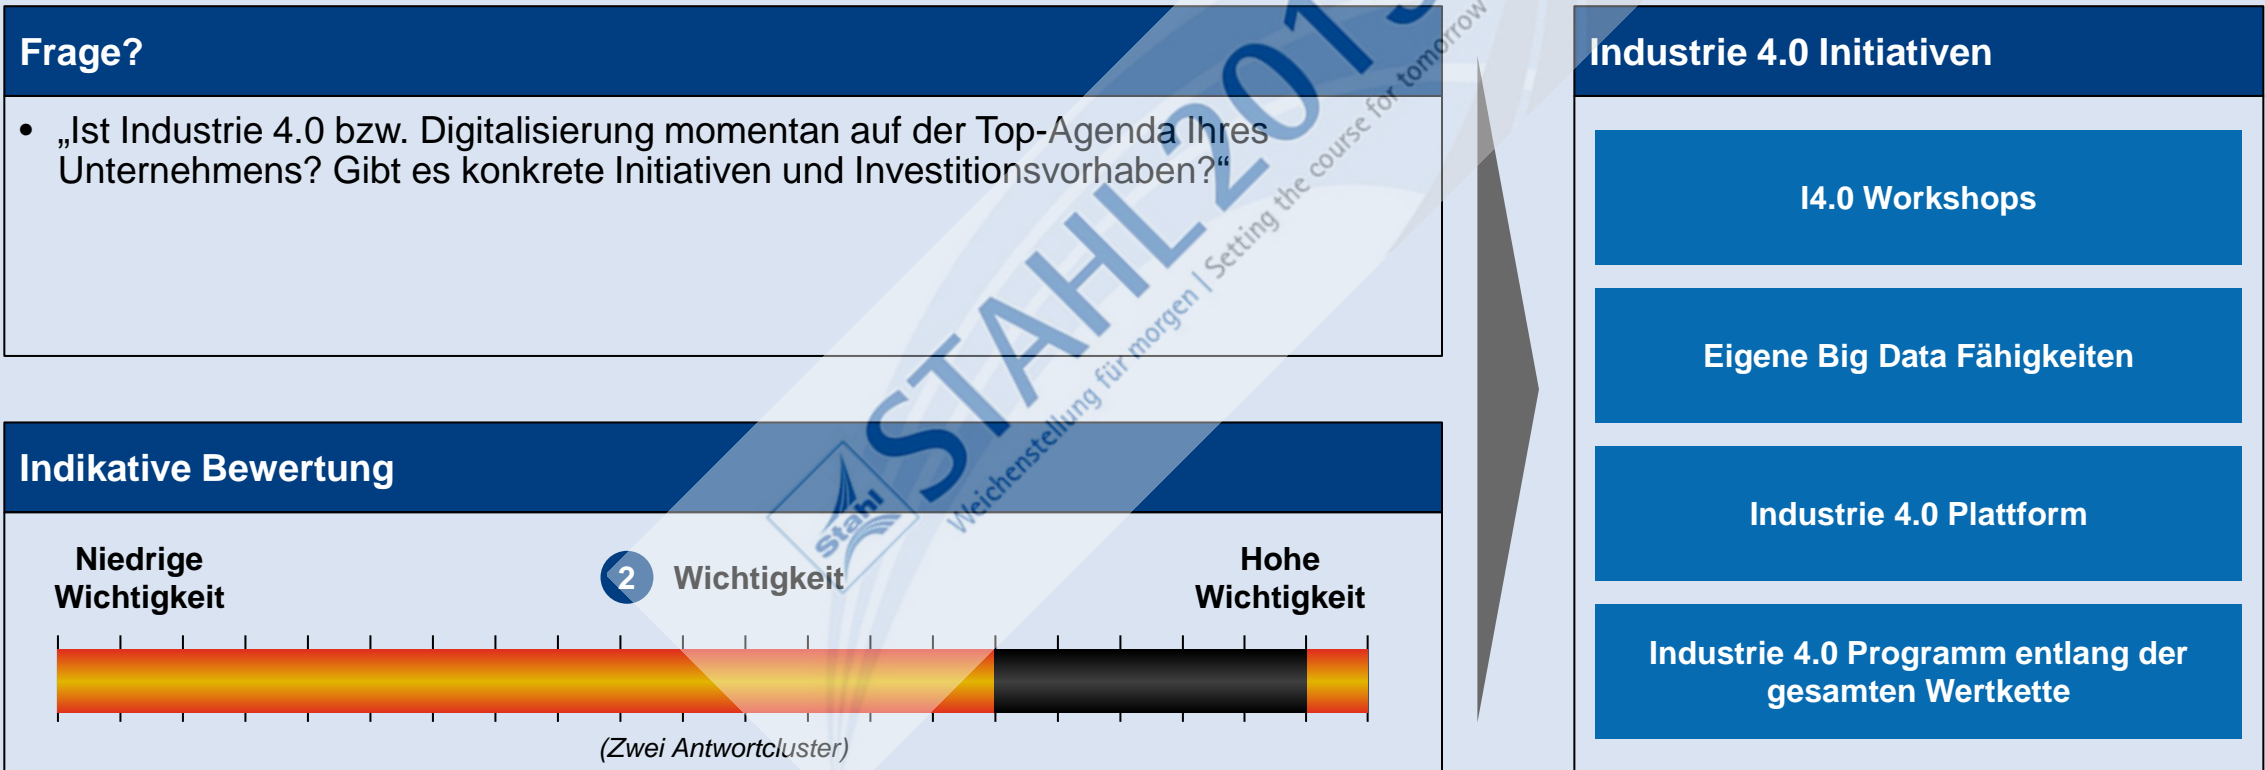 Frage?
• „Ist Industrie 4.0 bzw. Digitalisierung momentan auf der Top-Agenda Ihres
Unternehmens? Gibt es konkrete Initiativen und Investitionsvorhaben?“
Indikative Bewertung
Niedrige
Wichtigkeit
2 Wichtigkeit
Hohe
Wichtigkeit
(Zwei Antwortcluster)
Industrie 4.0 Initiativen
I4.0 Workshops
Eigene Big Data Fähigkeiten
Industrie 4.0 Plattform
Industrie 4.0 Programm entlang der
gesamten Wertkette
Stahl
STAHL 201
Weichenstellung für morgen | Setting the course for tomorrow